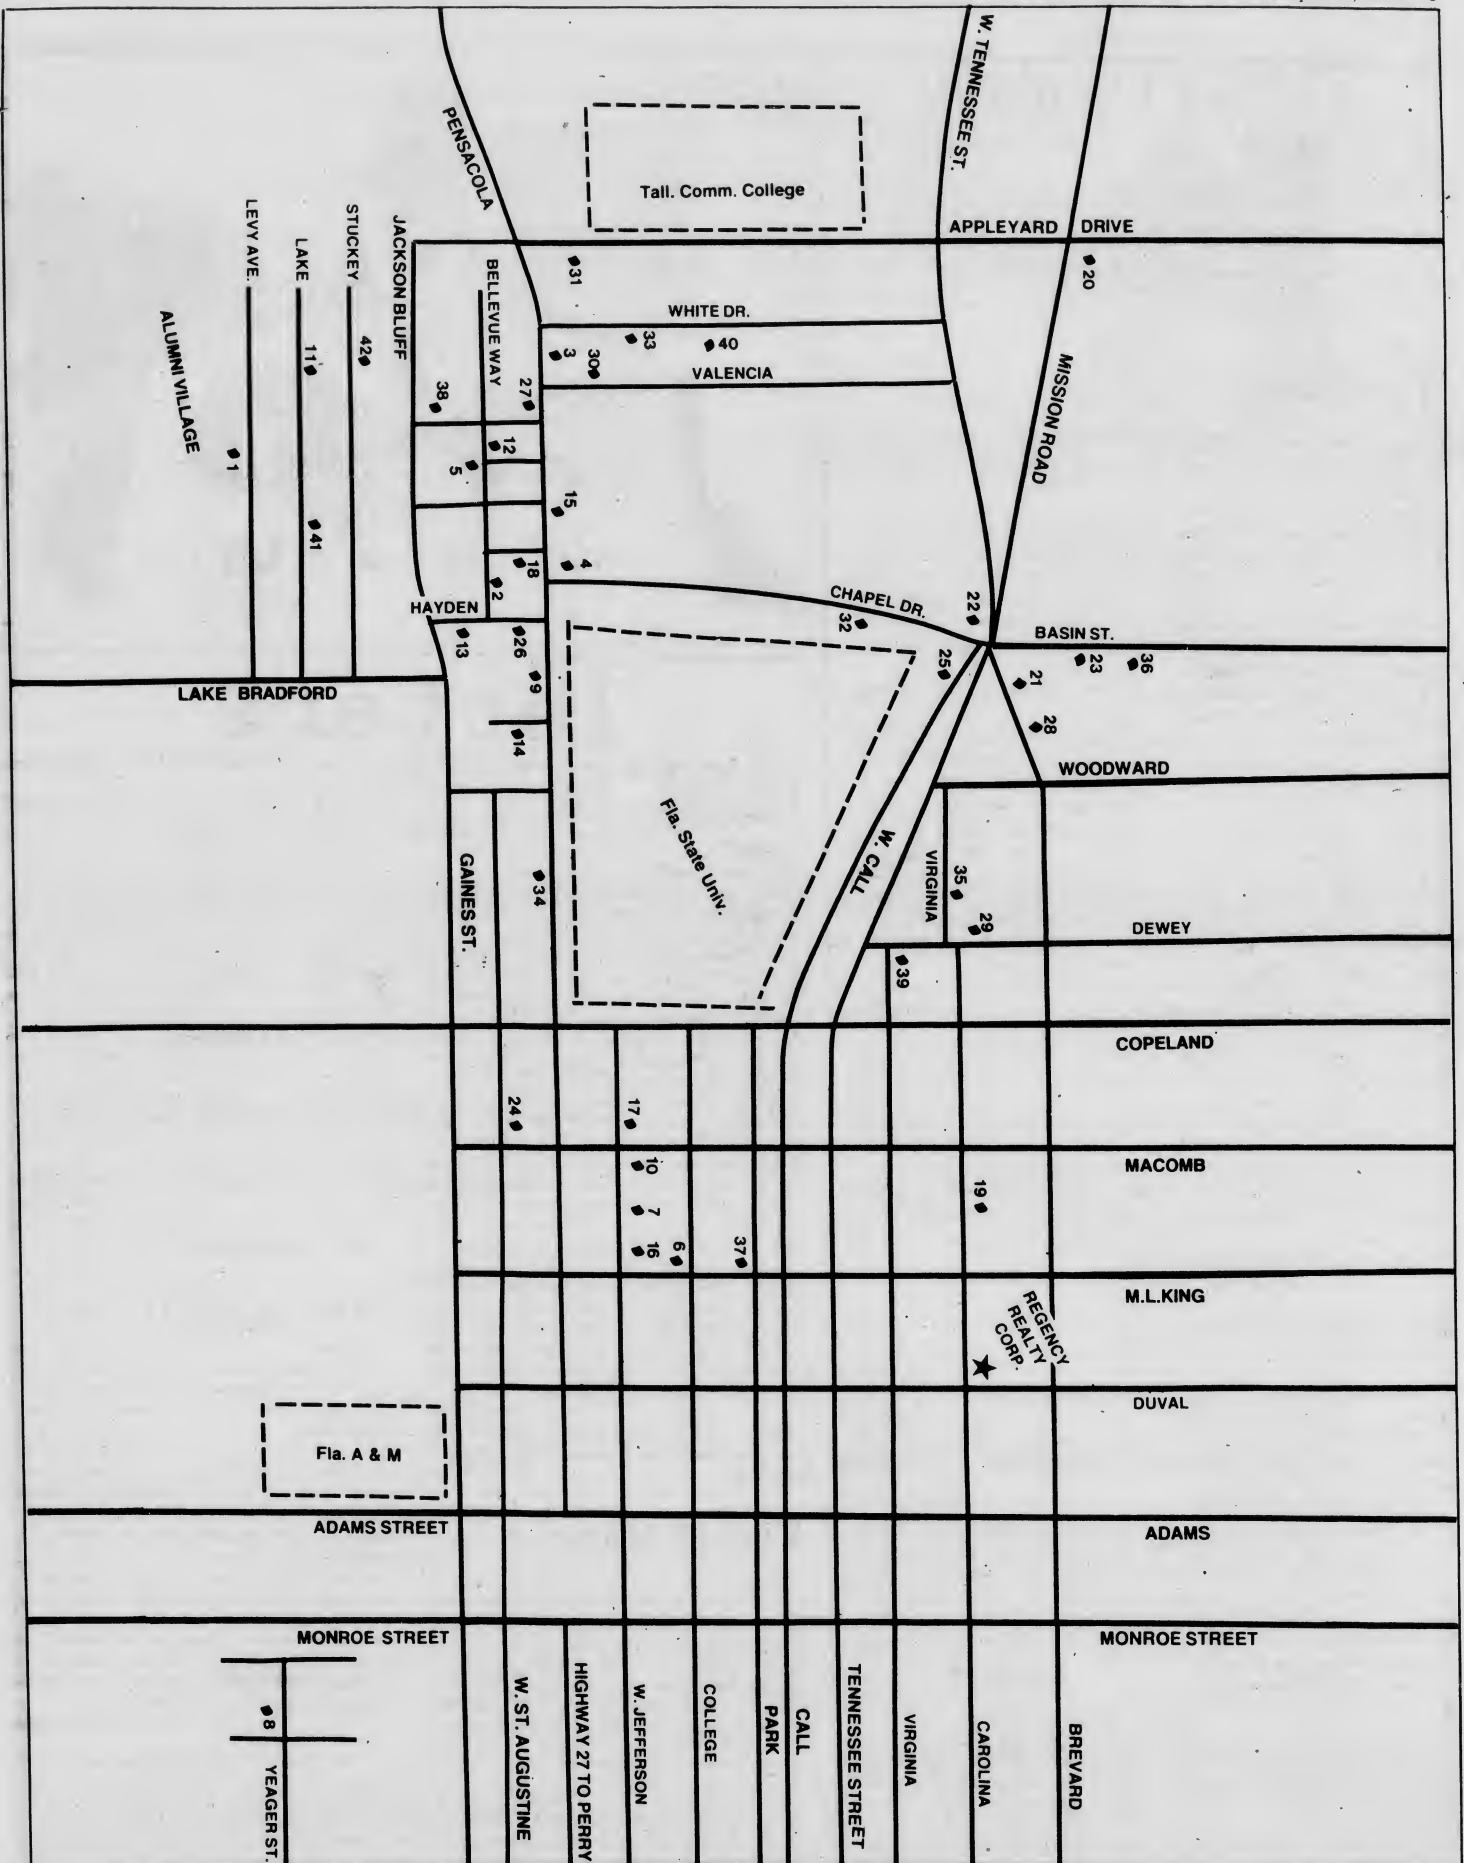 W. TENNESSEE ST.
PENSACOLA
Tall. Comm. College
APPLEYARD DRIVE
LEVY AVE.
LAKE
STUCKEY
JACKSON BLUFF
BELLEVUE WAY
31
20
WHITE DR.
MISSION ROAD
ALUMNI VILLAGE
11
42
33
40
3
30
VALENCIA
38
27
12
5
1
15
41
18
4
2
HAYDEN
CHAPEL DR.
22
32
BASIN ST.
13
26
9
25
21
23
36
LAKE BRADFORD
28
14
WOODWARD
Fla. State Univ.
W. CALL
VIRGINIA
35
34
GAINES ST.
29
DEWEY
39
COPELAND
24
17
10
MACOMB
19
7
16
6
37
M.L.KING
REGENCY
REALTY
CORP.
DUVAL
Fla. A & M
ADAMS STREET
ADAMS
MONROE STREET
MONROE STREET
8
YEAGER ST.
W. ST. AUGUSTINE
HIGHWAY 27 TO PERRY
W. JEFFERSON
COLLEGE
PARK
CALL
TENNESSEE STREET
VIRGINIA
CAROLINA
BREVARD